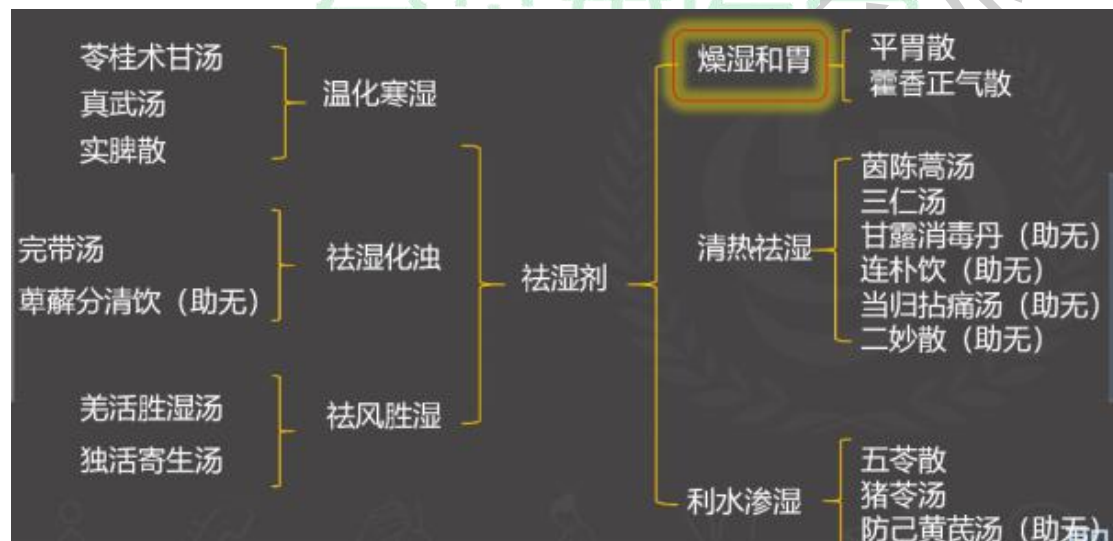 苓桂术甘汤
真武汤
实脾散
温化寒湿
完带汤
萆薢分清饮（助无）
祛湿化浊
羌活胜湿汤
独活寄生汤
祛风胜湿
祛湿剂
燥湿和胃
平胃散
藿香正气散
清热祛湿
茵陈蒿汤
三仁汤
甘露消毒丹（助无）
连朴饮（助无）
当归拈痛汤（助无）
二妙散（助无）
利水渗湿
五苓散
猪苓汤
防己黄芪汤（助无）